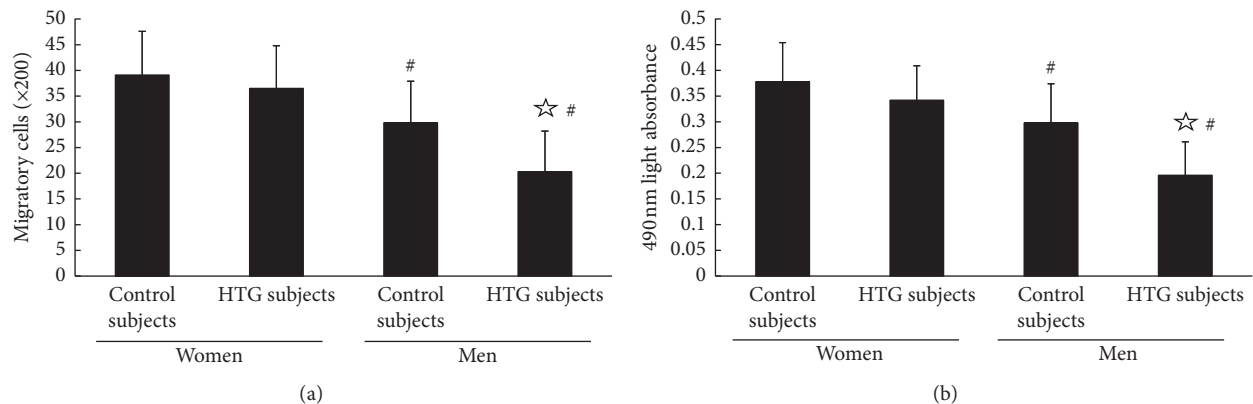 Migratory cells (×200)
50
45
40
35
30
25
20
15
10
5
0
#
☆ #
Control
subjects
HTG subjects
Control
subjects
HTG subjects
Women
Men
(a)
490 nm light absorbance
0.5
0.45
0.4
0.35
0.3
0.25
0.2
0.15
0.1
0.05
0
#
☆ #
Control
subjects
HTG subjects
Control
subjects
HTG subjects
Women
Men
(b)